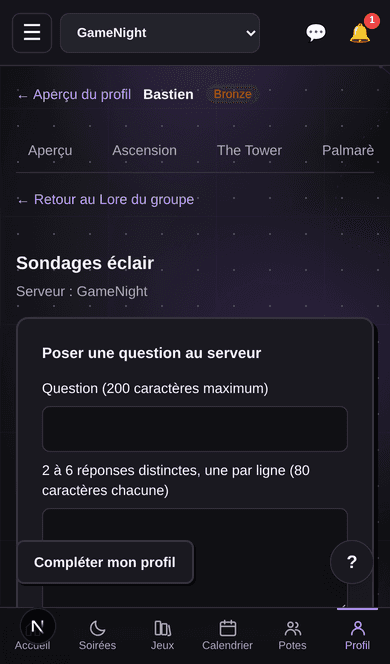 GameNight
1
← Aperçu du profil Bastien Bronze
Aperçu Ascension The Tower Palmarè
← Retour au Lore du groupe
Sondages éclair
Serveur : GameNight
Poser une question au serveur
Question (200 caractères maximum)
2 à 6 réponses distinctes, une par ligne (80
caractères chacune)
Compléter mon profil
?
N
Accueil Soirées Jeux Calendrier Potes Profil